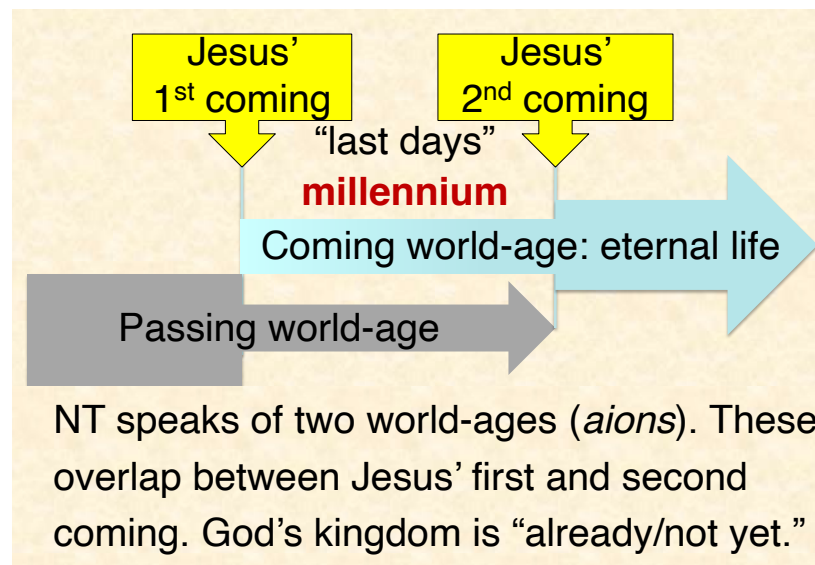 Jesus’
1st coming
Jesus’
2nd coming
“last days”
millennium
Coming world-age: eternal life
Passing world-age
NT speaks of two world-ages (aions). These
overlap between Jesus’ first and second
coming. God’s kingdom is “already/not yet.”